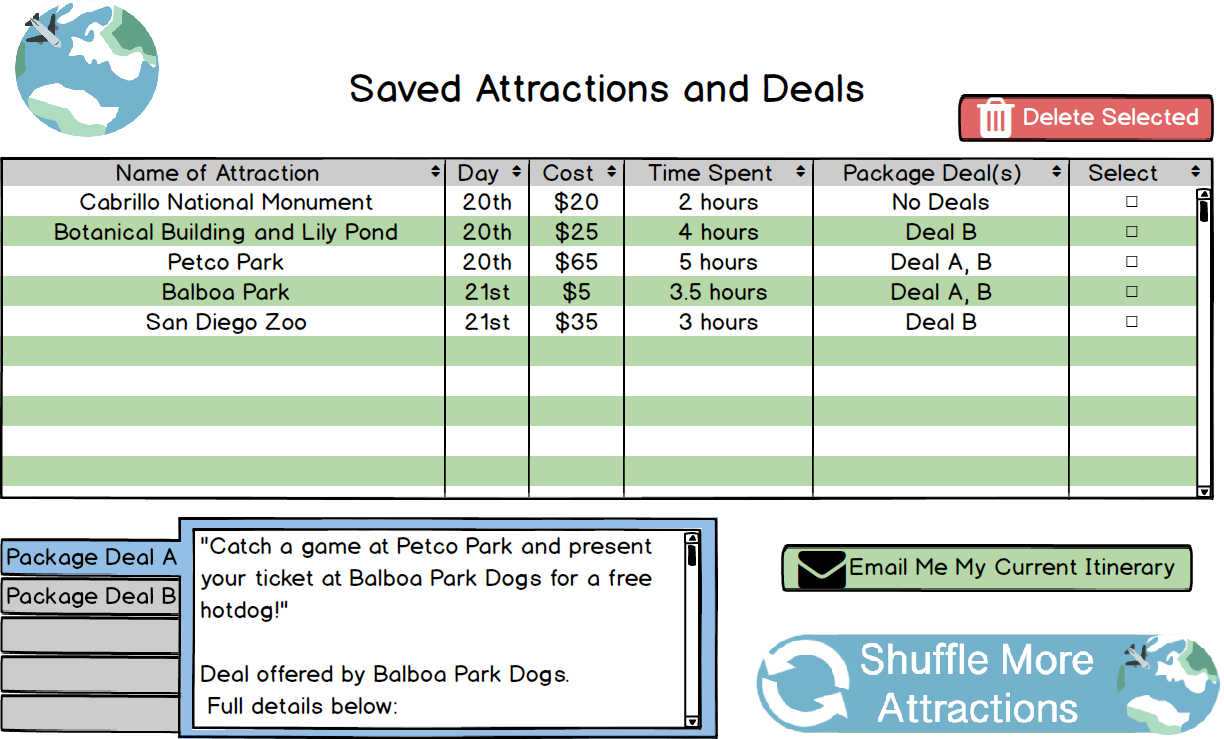 Saved Attractions and Deals
Delete Selected
Name of Attraction Day Cost Time Spent Package Deal(s) Select
Cabrillo National Monument 20th $20 2 hours No Deals
Botanical Building and Lily Pond 20th $25 4 hours Deal B
Petco Park 20th $65 5 hours Deal A, B
Balboa Park 21st $5 3.5 hours Deal A, B
San Diego Zoo 21st $35 3 hours Deal B
Package Deal A
Package Deal B
"Catch a game at Petco Park and present
your ticket at Balboa Park Dogs for a free
hotdog!"
Deal offered by Balboa Park Dogs.
Full details below:
Email Me My Current Itinerary
Shuffle More
Attractions